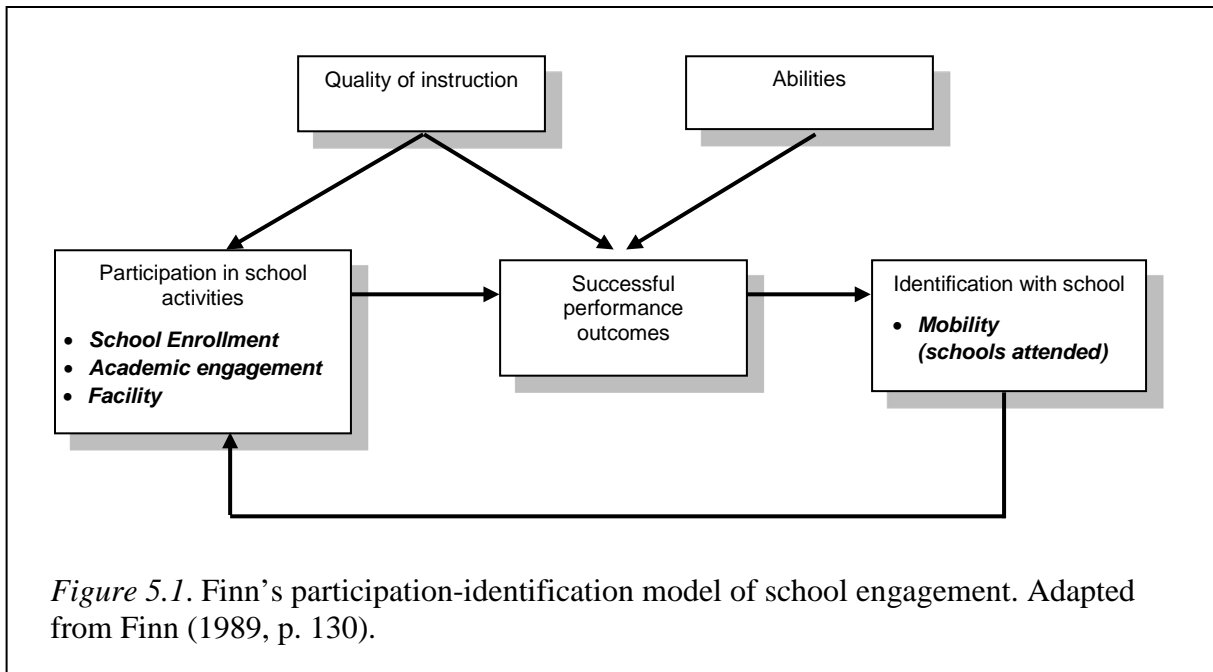 Quality of instruction
Abilities
Participation in school
activities
• School Enrollment
• Academic engagement
• Facility
Successful
performance
outcomes
Identification with school
• Mobility
(schools attended)
Figure 5.1. Finn’s participation-identification model of school engagement. Adapted
from Finn (1989, p. 130).